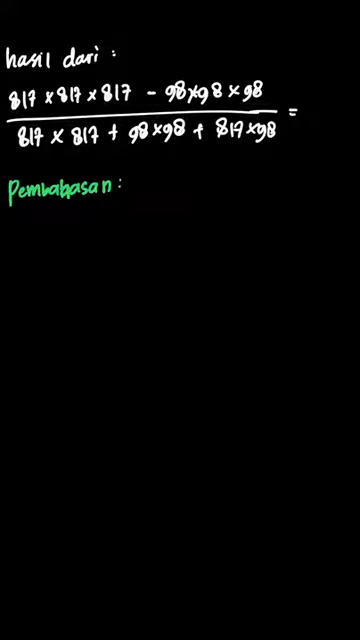 hasil dari :
817 × 817 × 817 - 98 × 98 × 98
817 × 817 + 98 × 98 + 817 × 98 =
Pembahasan :